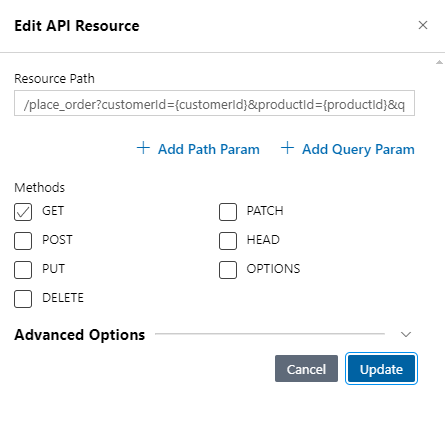 Edit API Resource
Resource Path
/place_order?customerId={customerId}&productId={productId}&q
Add Path Param
Add Query Param
Methods
GET
PATCH
POST
HEAD
PUT
OPTIONS
DELETE
Advanced Options
Cancel
Update